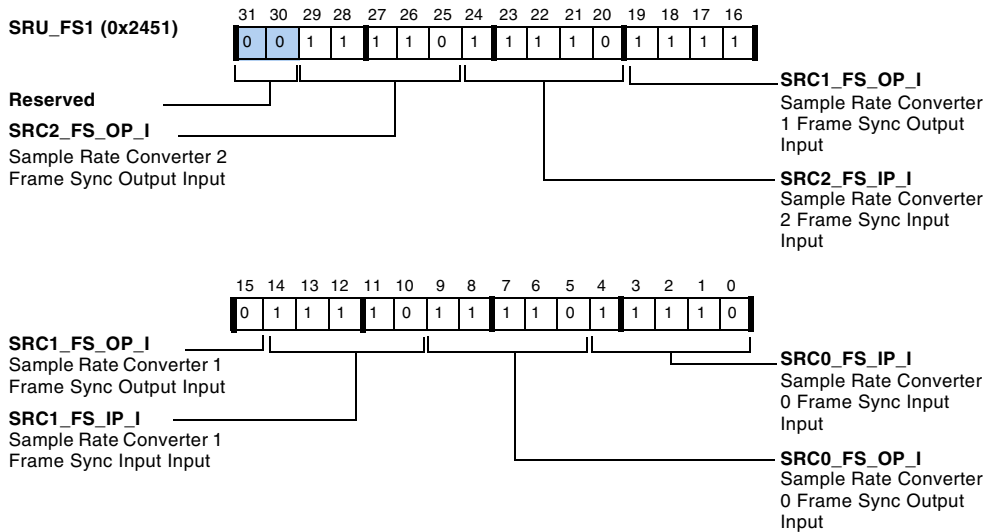 SRU_FS1 (0x2451)
31 30 29 28 27 26 25 24 23 22 21 20 19 18 17 16
0 0 1 1 1 1 0 1 1 1 1 0 1 1 1 1
Reserved
SRC2_FS_OP_I
Sample Rate Converter 2
Frame Sync Output Input
SRC1_FS_OP_I
Sample Rate Converter
1 Frame Sync Output
Input
SRC2_FS_IP_I
Sample Rate Converter
2 Frame Sync Input
Input
15 14 13 12 11 10 9 8 7 6 5 4 3 2 1 0
0 1 1 1 1 0 1 1 1 1 0 1 1 1 1 0
SRC1_FS_OP_I
Sample Rate Converter 1
Frame Sync Output Input
SRC1_FS_IP_I
Sample Rate Converter 1
Frame Sync Input Input
SRC0_FS_IP_I
Sample Rate Converter
0 Frame Sync Input
Input
SRC0_FS_OP_I
Sample Rate Converter
0 Frame Sync Output
Input